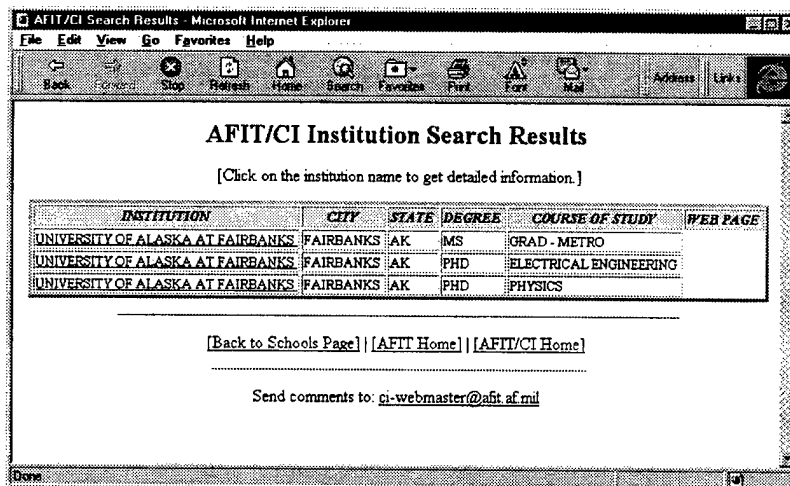 AFIT/CI Search Results - Microsoft Internet Explorer
File Edit View Go Favorites Help
Back Forward Stop Refresh Home Search Favorites Print Font Mail Address Links
AFIT/CI Institution Search Results
[Click on the institution name to get detailed information.]
INSTITUTION CITY STATE DEGREE COURSE OF STUDY WEB PAGE
UNIVERSITY OF ALASKA AT FAIRBANKS FAIRBANKS AK MS GRAD - METRO
UNIVERSITY OF ALASKA AT FAIRBANKS FAIRBANKS AK PHD ELECTRICAL ENGINEERING
UNIVERSITY OF ALASKA AT FAIRBANKS FAIRBANKS AK PHD PHYSICS
[Back to Schools Page] | [AFIT Home] | [AFIT/CI Home]
Send comments to: ci-webmaster@afit.af.mil
Done